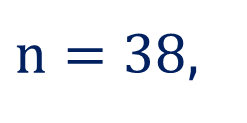 n = 38,